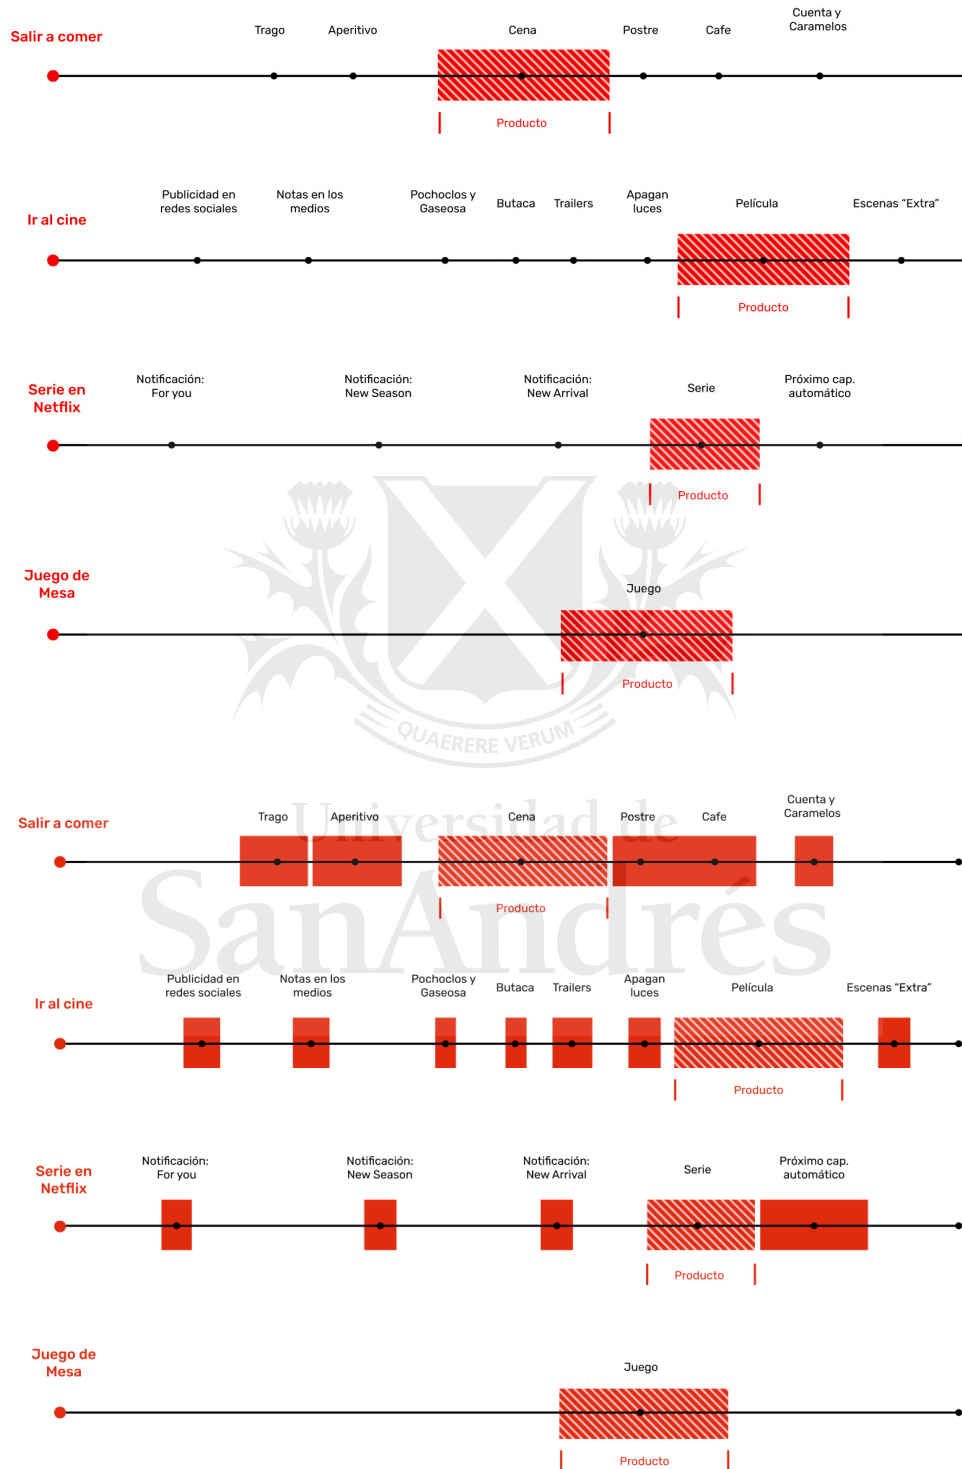 Salir a comer
Trago
Aperitivo
Cena
Postre
Cafe
Cuenta y
Caramelos
Producto
Ir al cine
Publicidad en
redes sociales
Notas en los
medios
Pochoclos y
Gaseosa
Butaca
Trailers
Apagan
luces
Película
Escenas “Extra”
Producto
Serie en
Netflix
Notificación:
For you
Notificación:
New Season
Notificación:
New Arrival
Serie
Próximo cap.
automático
Producto
Juego de
Mesa
Juego
Producto
QUAERERE VERUM
Universidad de
SanAndrés
Salir a comer
Trago
Aperitivo
Cena
Postre
Cafe
Cuenta y
Caramelos
Producto
Ir al cine
Publicidad en
redes sociales
Notas en los
medios
Pochoclos y
Gaseosa
Butaca
Trailers
Apagan
luces
Película
Escenas “Extra”
Producto
Serie en
Netflix
Notificación:
For you
Notificación:
New Season
Notificación:
New Arrival
Serie
Próximo cap.
automático
Producto
Juego de
Mesa
Juego
Producto